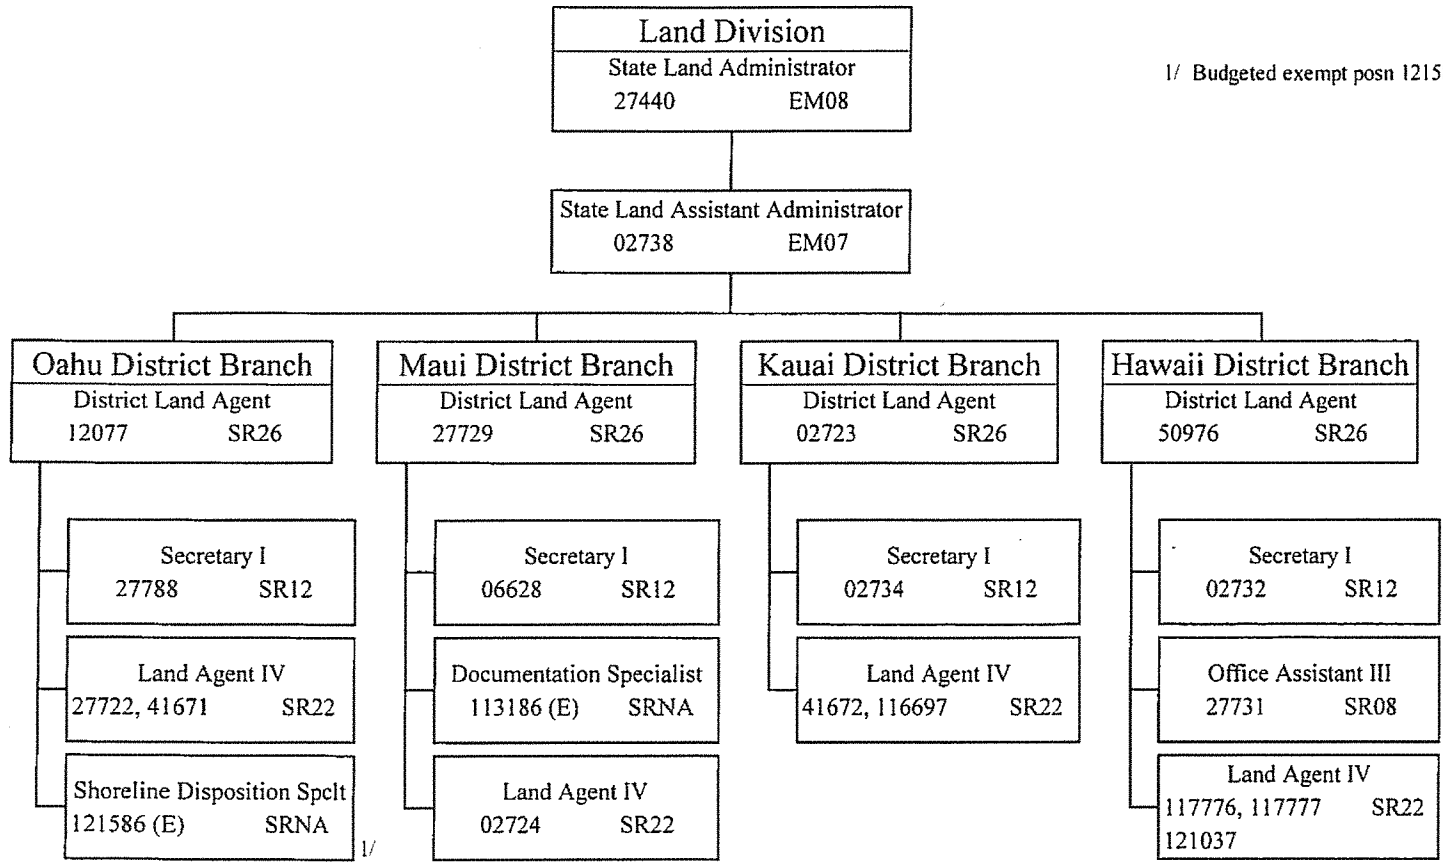 Land Division
State Land Administrator
27440 EM08
1/ Budgeted exempt posn 1215
State Land Assistant Administrator
02738 EM07
Oahu District Branch
District Land Agent
12077 SR26
Secretary I
27788 SR12
Land Agent IV
27722, 41671 SR22
Shoreline Disposition Spclt
121586 (E) SRNA
1/
Maui District Branch
District Land Agent
27729 SR26
Secretary I
06628 SR12
Documentation Specialist
113186 (E) SRNA
Land Agent IV
02724 SR22
Kauai District Branch
District Land Agent
02723 SR26
Secretary I
02734 SR12
Land Agent IV
41672, 116697 SR22
Hawaii District Branch
District Land Agent
50976 SR26
Secretary I
02732 SR12
Office Assistant III
27731 SR08
Land Agent IV
117776, 117777 SR22
121037